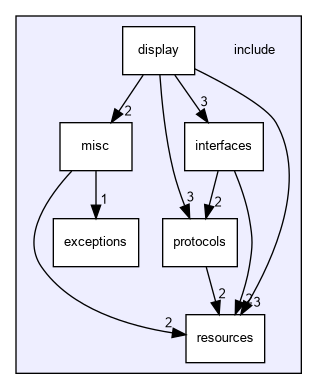 display
include
2
3
misc
interfaces
1
3
2
exceptions
protocols
2
2
2
3
resources